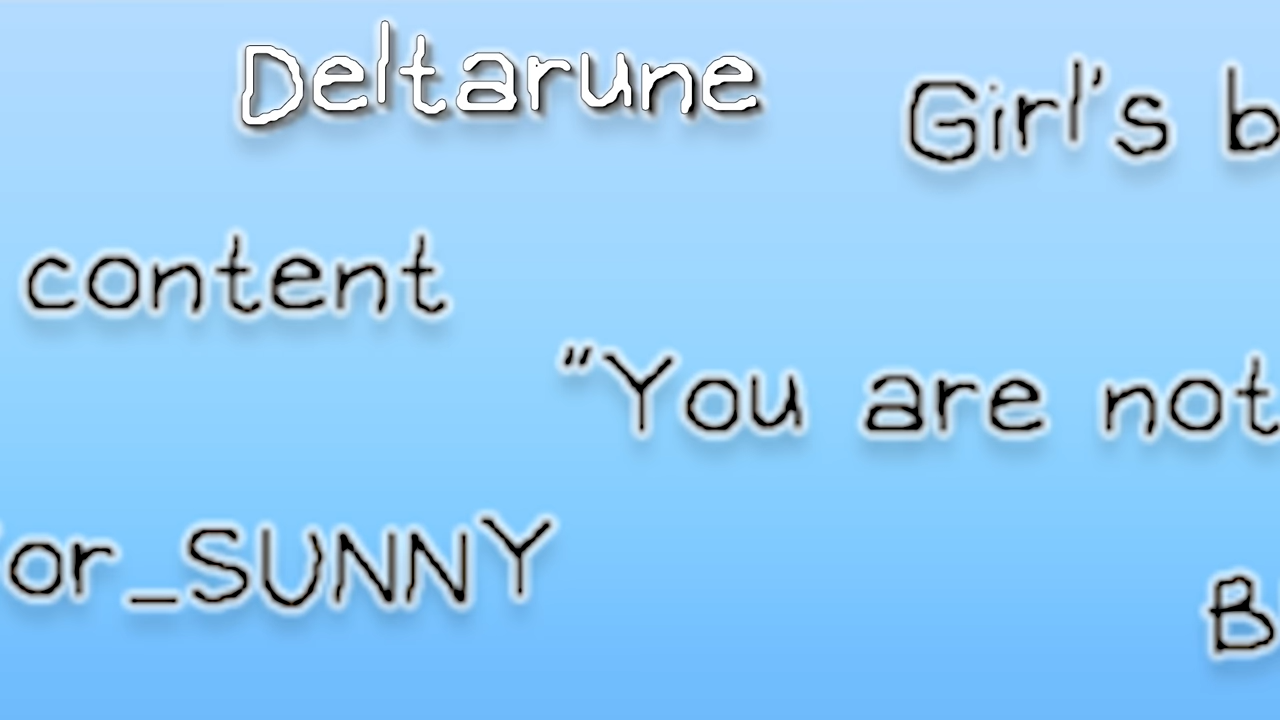 Deltarune
Girl's b
content
"You are not
or_SUNNY
B